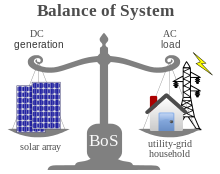 Balance of System
DC
generation
AC
load
BoS
solar array
utility-grid
household